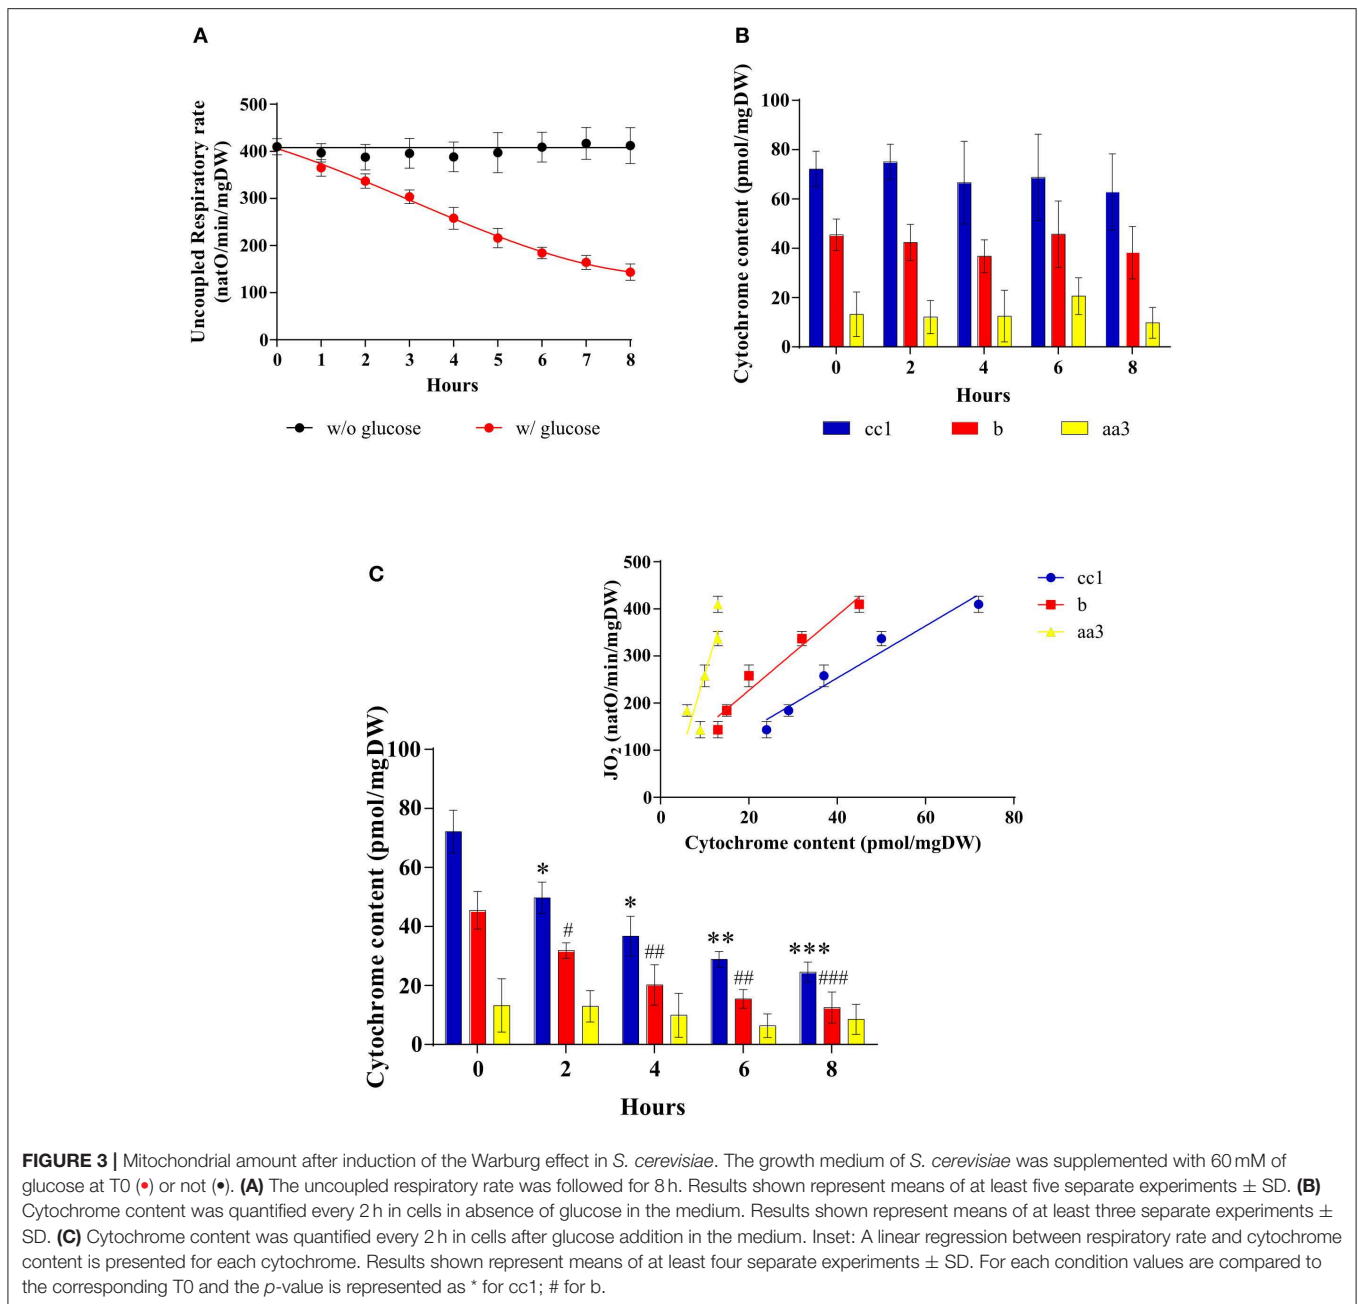 A
Uncoupled Respiratory rate
(natO/min/mgDW)
500
400
300
200
100
0
0 1 2 3 4 5 6 7 8
Hours
w/o glucose w/ glucose
B
Cytochrome content (pmol/mgDW)
100
80
60
40
20
0
0 2 4 6 8
Hours
cc1 b aa3
C
JO2 (natO/min/mgDW)
500
400
300
200
100
0
0 20 40 60 80
Cytochrome content (pmol/mgDW)
cc1
b
aa3
Cytochrome content (pmol/mgDW)
100
80
60
40
20
0
* # * ## ** ## *** ###
0 2 4 6 8
Hours
FIGURE 3 | Mitochondrial amount after induction of the Warburg effect in S. cerevisiae. The growth medium of S. cerevisiae was supplemented with 60 mM of
glucose at T0 (•) or not (•). (A) The uncoupled respiratory rate was followed for 8 h. Results shown represent means of at least five separate experiments ± SD. (B)
Cytochrome content was quantified every 2 h in cells in absence of glucose in the medium. Results shown represent means of at least three separate experiments ±
SD. (C) Cytochrome content was quantified every 2 h in cells after glucose addition in the medium. Inset: A linear regression between respiratory rate and cytochrome
content is presented for each cytochrome. Results shown represent means of at least four separate experiments ± SD. For each condition values are compared to
the corresponding T0 and the p-value is represented as * for cc1; # for b.